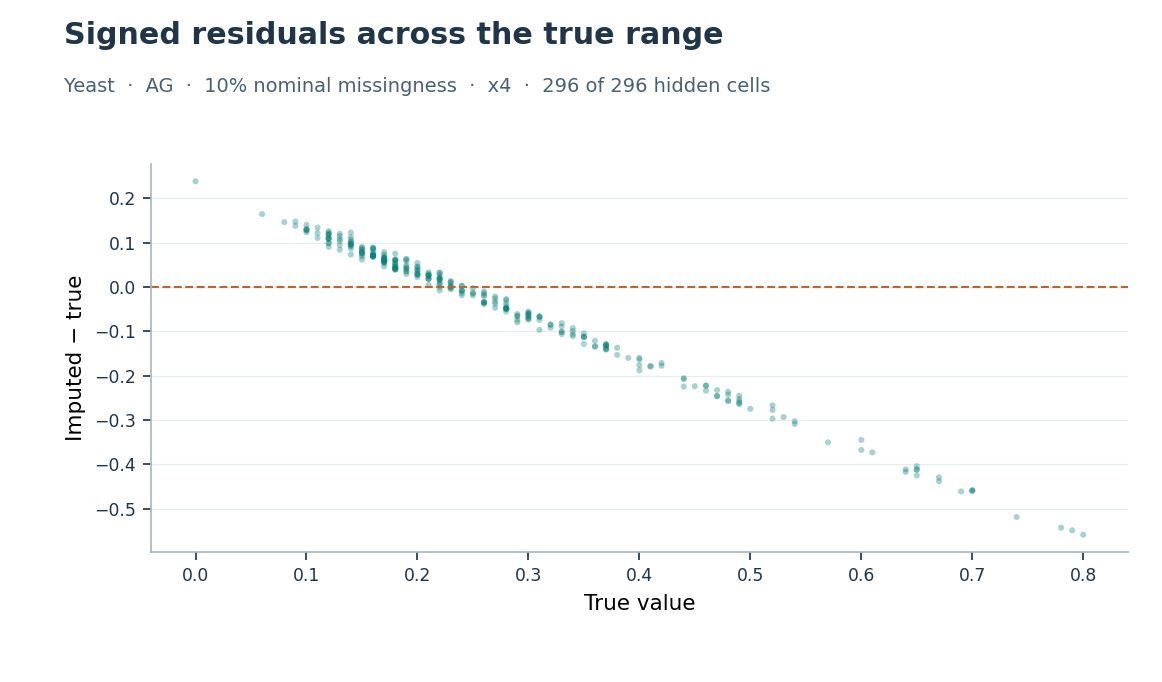 Signed residuals across the true range
Yeast · AG · 10% nominal missingness · x4 · 296 of 296 hidden cells
Imputed − true
0.2
0.1
0.0
−0.1
−0.2
−0.3
−0.4
−0.5
0.0 0.1 0.2 0.3 0.4 0.5 0.6 0.7 0.8
True value